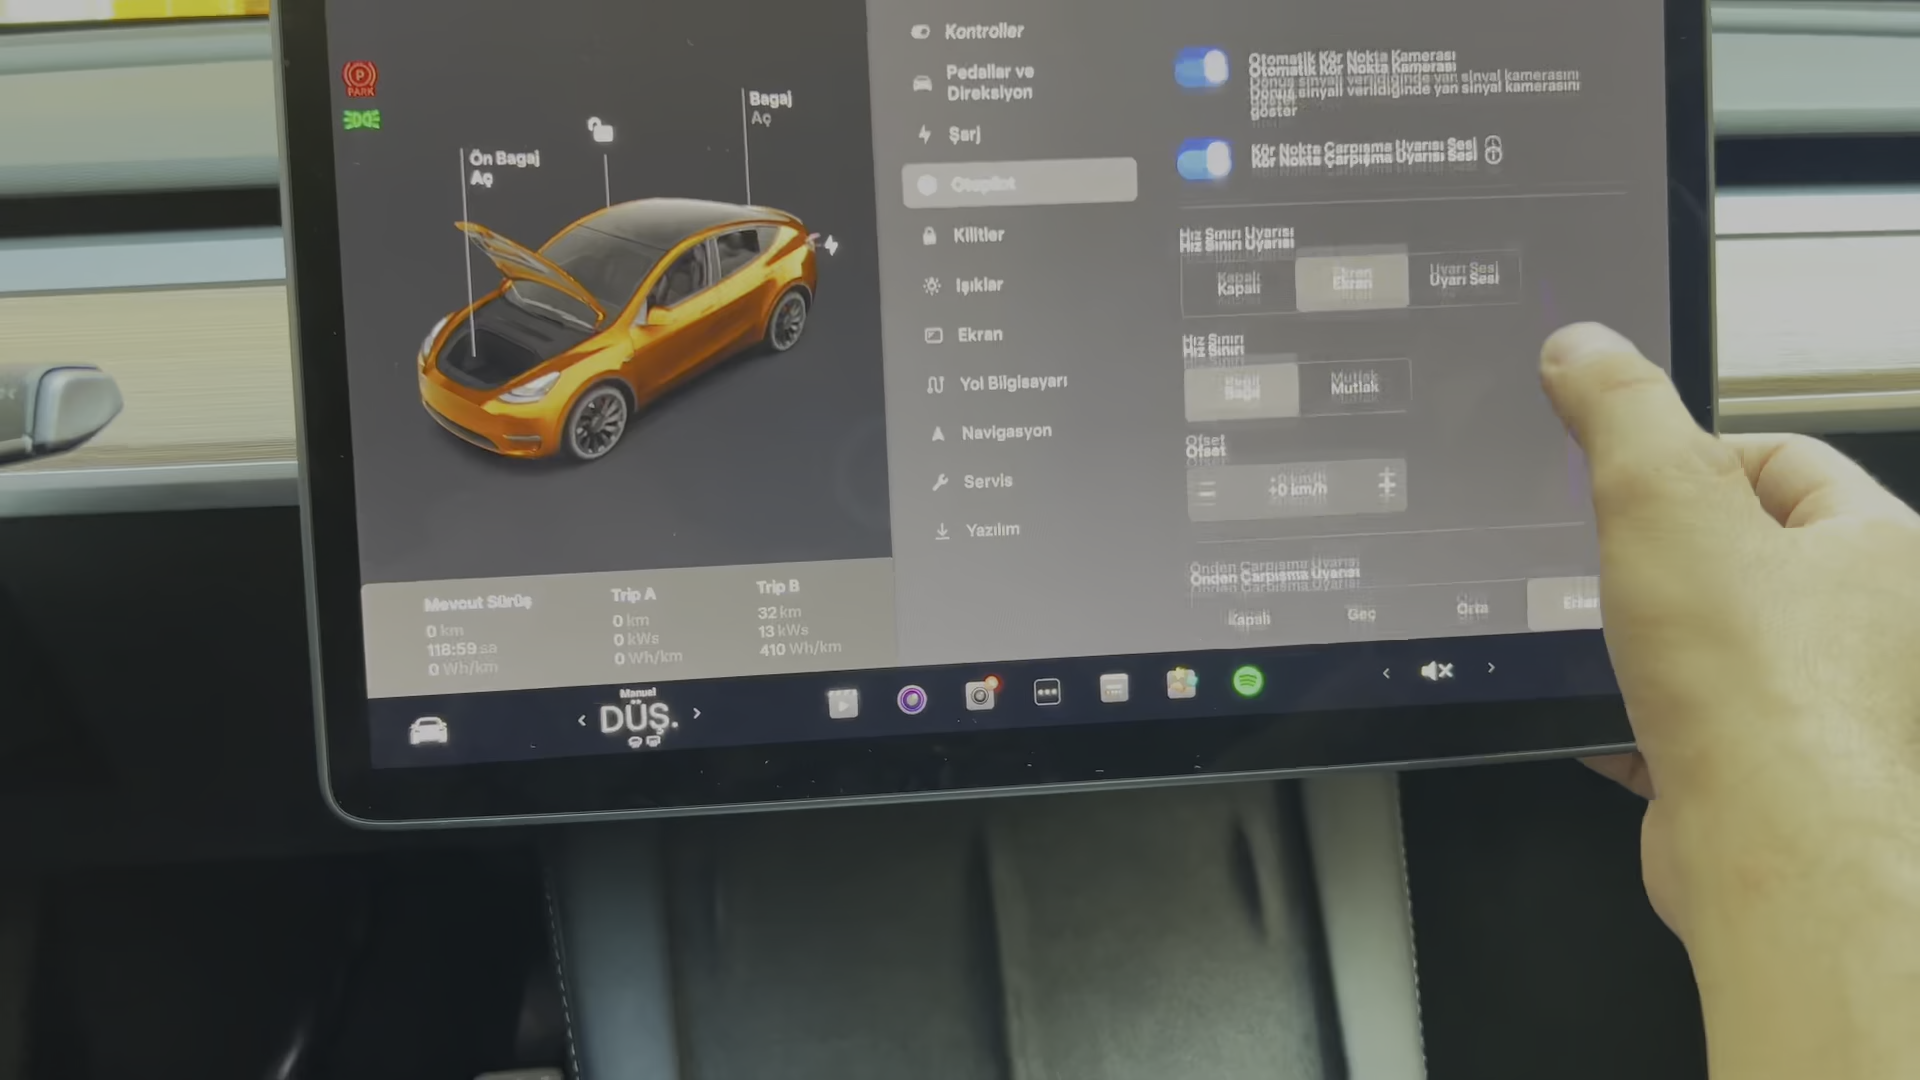 PARK
Ön Bagaj
Aç
Bagaj
Aç
Mevcut Sürüş
0 km
118:59 sa
0 Wh/km
Trip A
0 km
0 kWs
0 Wh/km
Trip B
32 km
13 kWs
410 Wh/km
Kontroller
Pedallar ve
Direksiyon
Şarj
Otopilot
Kilitler
Işıklar
Ekran
Yol Bilgisayarı
Navigasyon
Servis
Yazılım
Otomatik Kör Nokta Kamerası
Dönüş sinyali verildiğinde yan sinyal kamerasını
göster
Kör Nokta Çarpışma Uyarısı Sesi
Hız Sınırı Uyarısı
Kapalı
Ekran
Uyarı Sesi
Hız Sınırı
Bağıl
Mutlak
Ofset
+0 km/h
Önden Çarpışma Uyarısı
Kapalı
Geç
Orta
Manuel
DÜŞ.